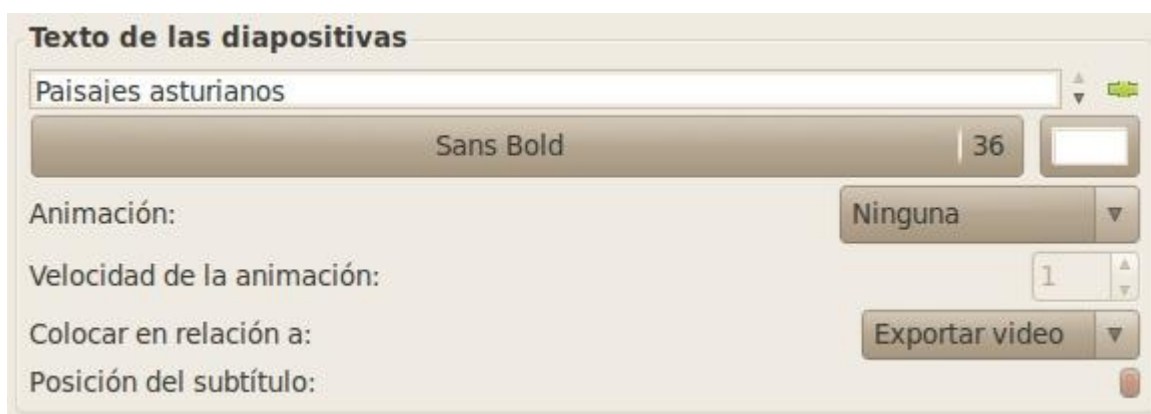 Texto de las diapositivas
Paisajes asturianos
Sans Bold 36
Animación: Ninguna
Velocidad de la animación: 1
Colocar en relación a: Exportar video
Posición del subtítulo: